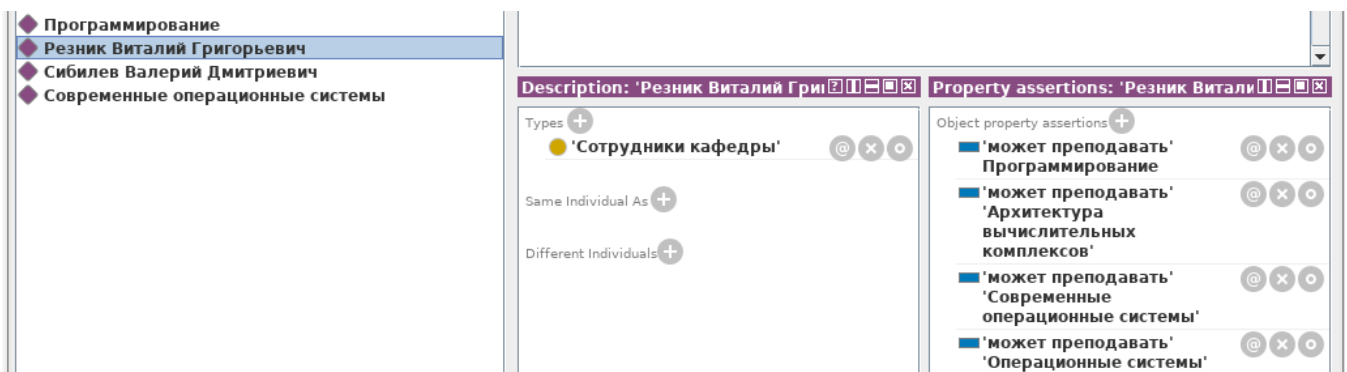 Программирование
Резник Виталий Григорьевич
Сибилев Валерий Дмитриевич
Современные операционные системы
Description: 'Резник Виталий Григ
Types
'Сотрудники кафедры'
Same Individual As
Different Individuals
Property assertions: 'Резник Витали
Object property assertions
'может преподавать'
Программирование
'может преподавать'
'Архитектура
вычислительных
комплексов'
'может преподавать'
'Современные
операционные системы'
'может преподавать'
'Операционные системы'